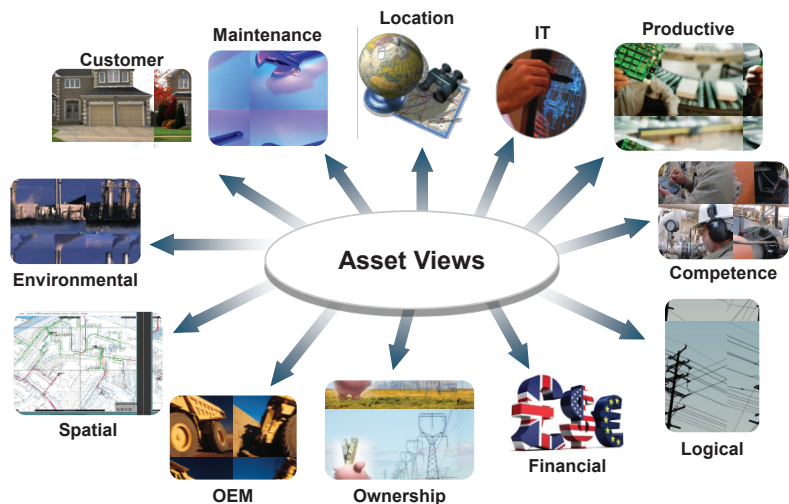 Location
IT
Productive
Maintenance
Customer
Asset Views
Environmental
Competence
Spatial
Logical
Financial
OEM
Ownership